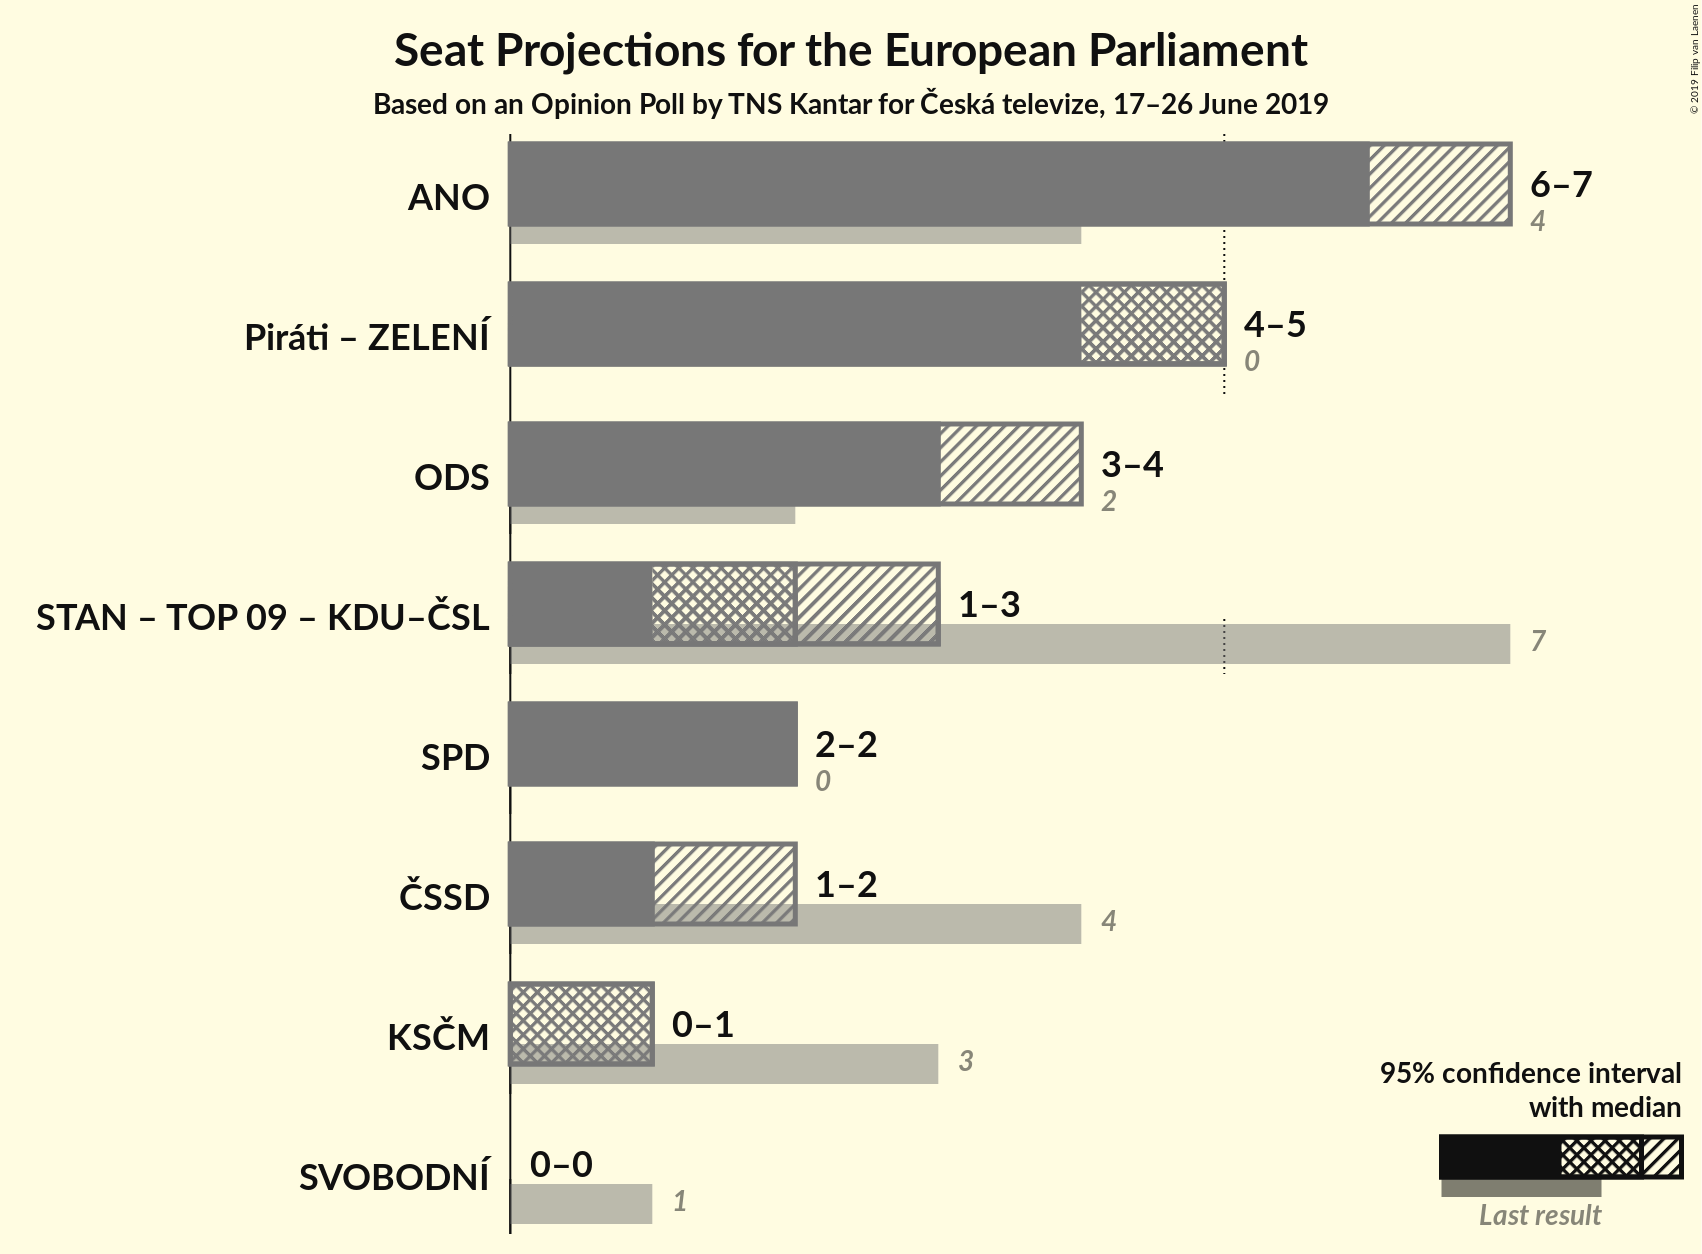 Seat Projections for the European Parliament
Based on an Opinion Poll by TNS Kantar for Česká televize, 17–26 June 2019
© 2019 Filip van Laenen
ANO
6–7
4
Piráti – ZELENÍ
4–5
0
ODS
3–4
2
STAN – TOP 09 – KDU–ČSL
1–3
7
SPD
2–2
0
ČSSD
1–2
4
KSČM
0–1
3
SVOBODNÍ
0–0
1
95% confidence interval
with median
Last result